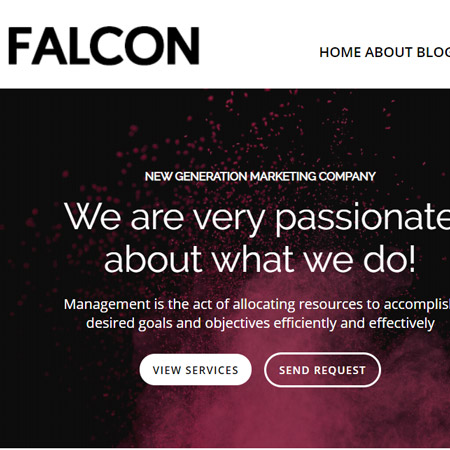 FALCON
HOME ABOUT BLOG
NEW GENERATION MARKETING COMPANY
We are very passionate
about what we do!
Management is the act of allocating resources to accomplis
desired goals and objectives efficiently and effectively
VIEW SERVICES
SEND REQUEST